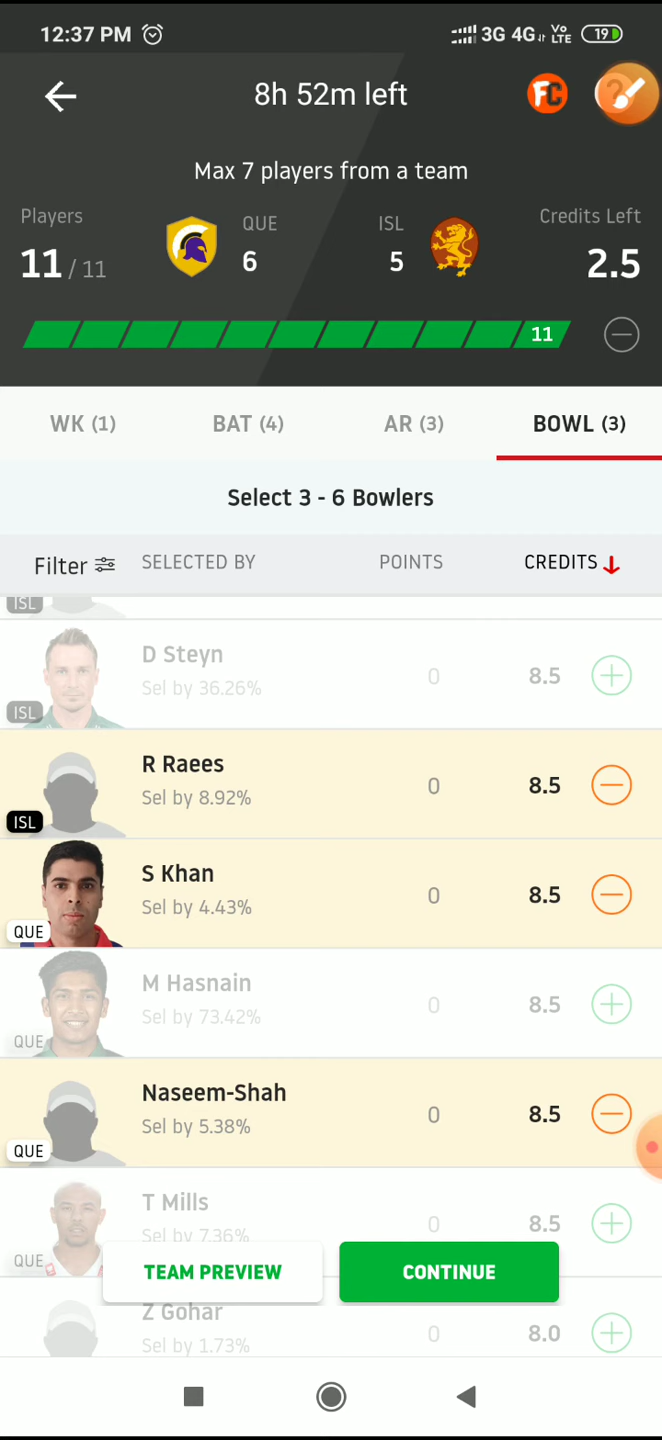 12:37 PM 3G 4G Vo LTE 19
8h 52m left FC ?
Max 7 players from a team
Players QUE ISL Credits Left
11 / 11 6 5 2.5
11
WK (1) BAT (4) AR (3) BOWL (3)
Select 3 - 6 Bowlers
Filter SELECTED BY POINTS CREDITS
ISL
D Steyn
Sel by 36.26% 0 8.5
ISL
R Raees
Sel by 8.92% 0 8.5
ISL
S Khan
Sel by 4.43% 0 8.5
QUE
M Hasnain
Sel by 73.42% 0 8.5
QUE
Naseem-Shah
Sel by 5.38% 0 8.5
QUE
T Mills
Sel by 7.36% 0 8.5
QUE
TEAM PREVIEW CONTINUE
Z Gohar
Sel by 1.73% 0 8.0